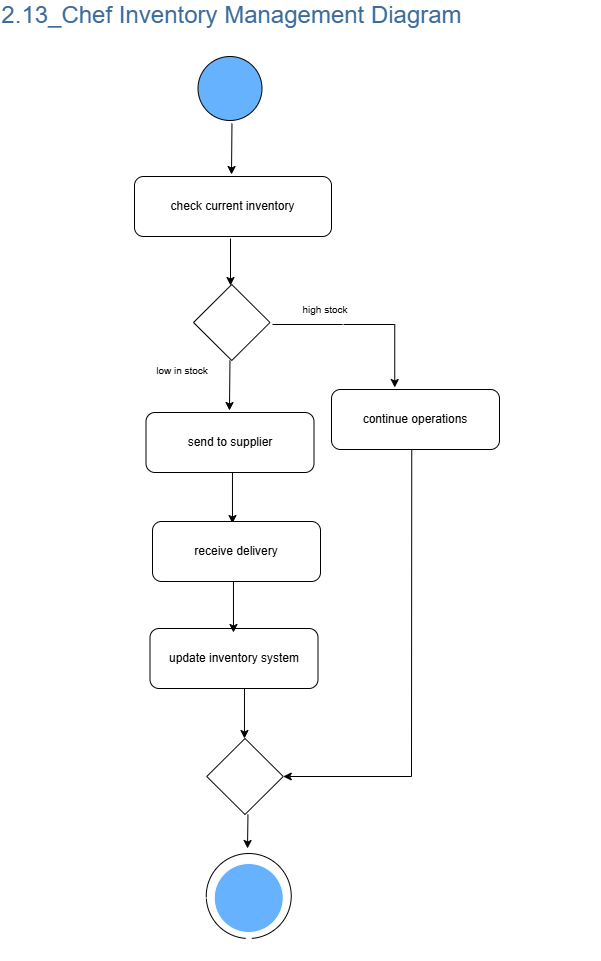 2.13_Chef Inventory Management Diagram
check current inventory
high stock
low in stock
continue operations
send to supplier
receive delivery
update inventory system